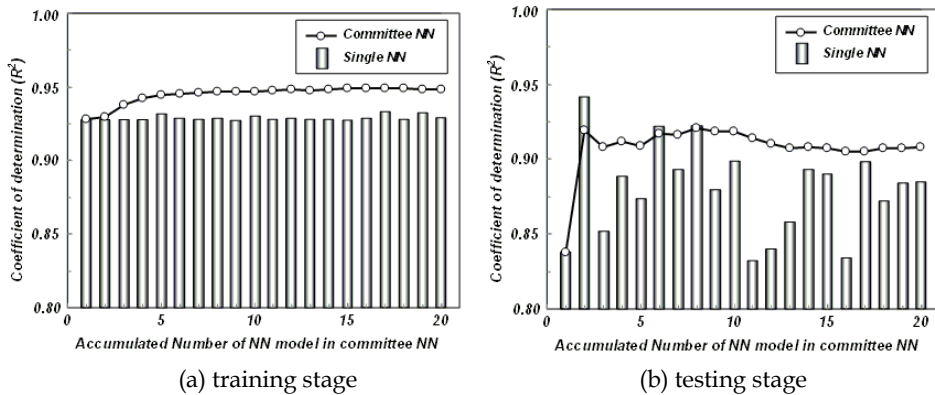 1.00
0.95
0.90
0.85
0.80
Coefficient of determination (R²)
Committee NN
Single NN
0 5 10 15 20
Accumulated Number of NN model in committee NN
(a) training stage
1.00
0.95
0.90
0.85
0.80
Coefficient of determination (R²)
Committee NN
Single NN
0 5 10 15 20
Accumulated Number of NN model in committee NN
(b) testing stage